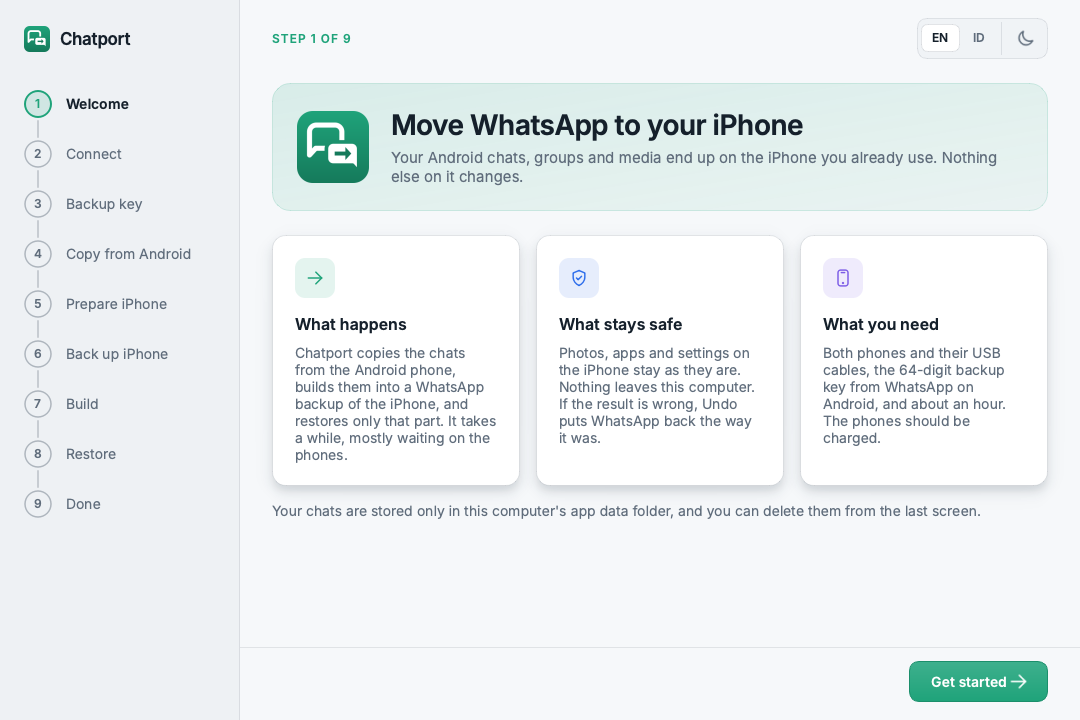 Chatport
1 Welcome
2 Connect
3 Backup key
4 Copy from Android
5 Prepare iPhone
6 Back up iPhone
7 Build
8 Restore
9 Done
STEP 1 OF 9
EN ID
Move WhatsApp to your iPhone
Your Android chats, groups and media end up on the iPhone you already use. Nothing
else on it changes.
What happens
Chatport copies the chats
from the Android phone,
builds them into a WhatsApp
backup of the iPhone, and
restores only that part. It takes
a while, mostly waiting on the
phones.
What stays safe
Photos, apps and settings on
the iPhone stay as they are.
Nothing leaves this computer.
If the result is wrong, Undo
puts WhatsApp back the way
it was.
What you need
Both phones and their USB
cables, the 64-digit backup
key from WhatsApp on
Android, and about an hour.
The phones should be
charged.
Your chats are stored only in this computer's app data folder, and you can delete them from the last screen.
Get started